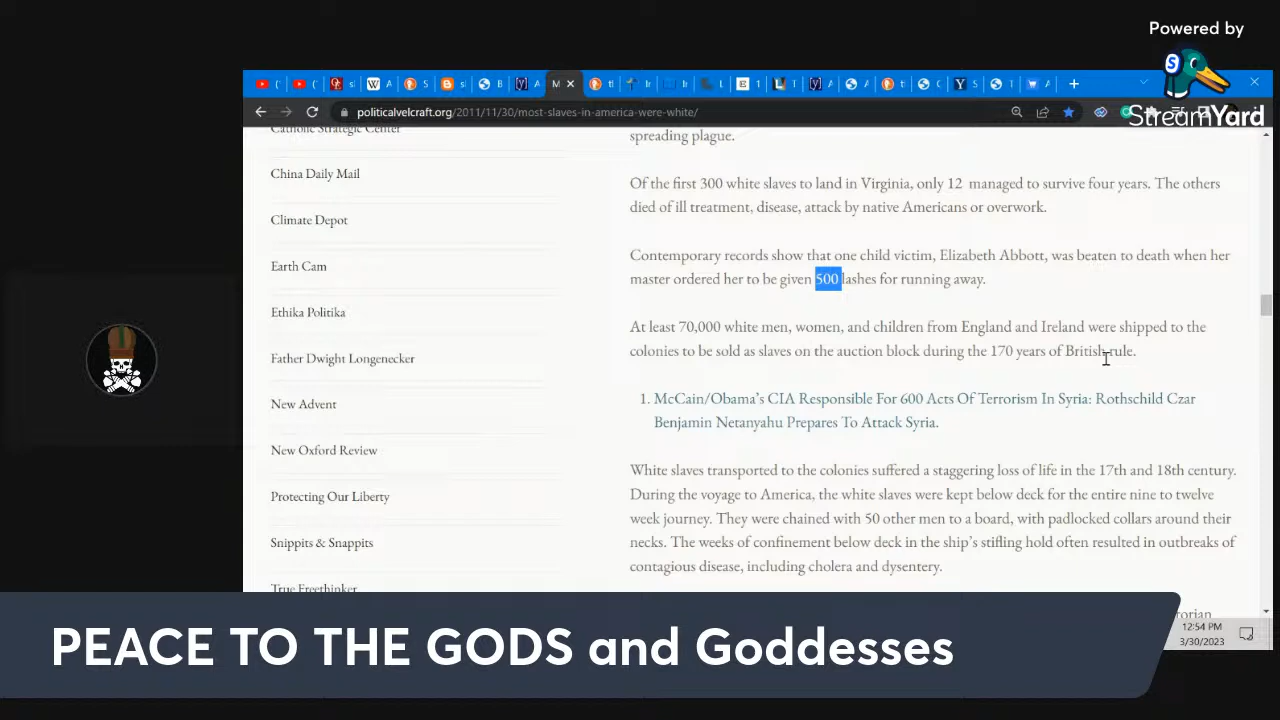 Powered by
StreamYard
politicalvelcraft.org/2011/11/30/most-slaves-in-america-were-white/
Catholic Strategic Center
China Daily Mail
Climate Depot
Earth Cam
Ethika Politika
Father Dwight Longenecker
New Advent
New Oxford Review
Protecting Our Liberty
Snippits & Snappits
True Freethinker
spreading plague.
Of the first 300 white slaves to land in Virginia, only 12 managed to survive four years. The others
died of ill treatment, disease, attack by native Americans or overwork.
Contemporary records show that one child victim, Elizabeth Abbott, was beaten to death when her
master ordered her to be given 500 lashes for running away.
At least 70,000 white men, women, and children from England and Ireland were shipped to the
colonies to be sold as slaves on the auction block during the 170 years of British rule.
1. McCain/Obama's CIA Responsible For 600 Acts Of Terrorism In Syria: Rothschild Czar
Benjamin Netanyahu Prepares To Attack Syria.
White slaves transported to the colonies suffered a staggering loss of life in the 17th and 18th century.
During the voyage to America, the white slaves were kept below deck for the entire nine to twelve
week journey. They were chained with 50 other men to a board, with padlocked collars around their
necks. The weeks of confinement below deck in the ship's stifling hold often resulted in outbreaks of
contagious disease, including cholera and dysentery.
12:54 PM
3/30/2023
PEACE TO THE GODS and Goddesses